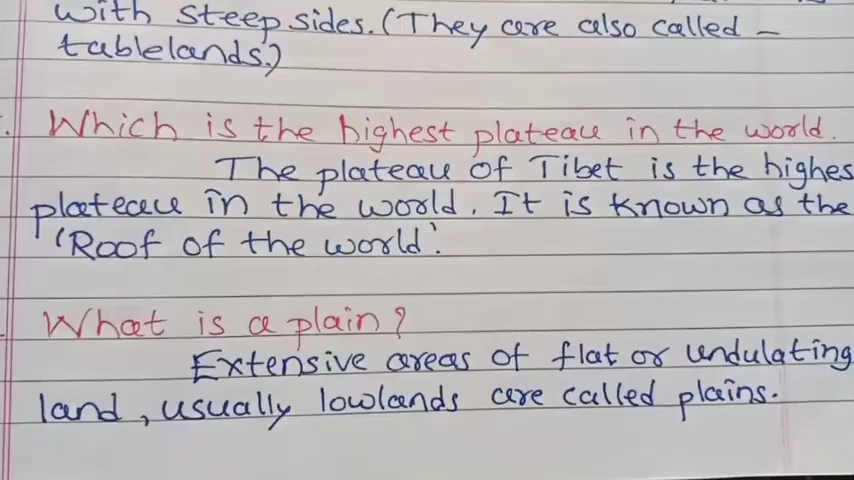 with steep sides. (They are also called -
tablelands.)
Which is the highest plateau in the world.
The plateau of Tibet is the highes
plateau in the world. It is known as the
'Roof of the world'.
What is a plain?
Extensive areas of flat or undulating
land, usually lowlands are called plains.